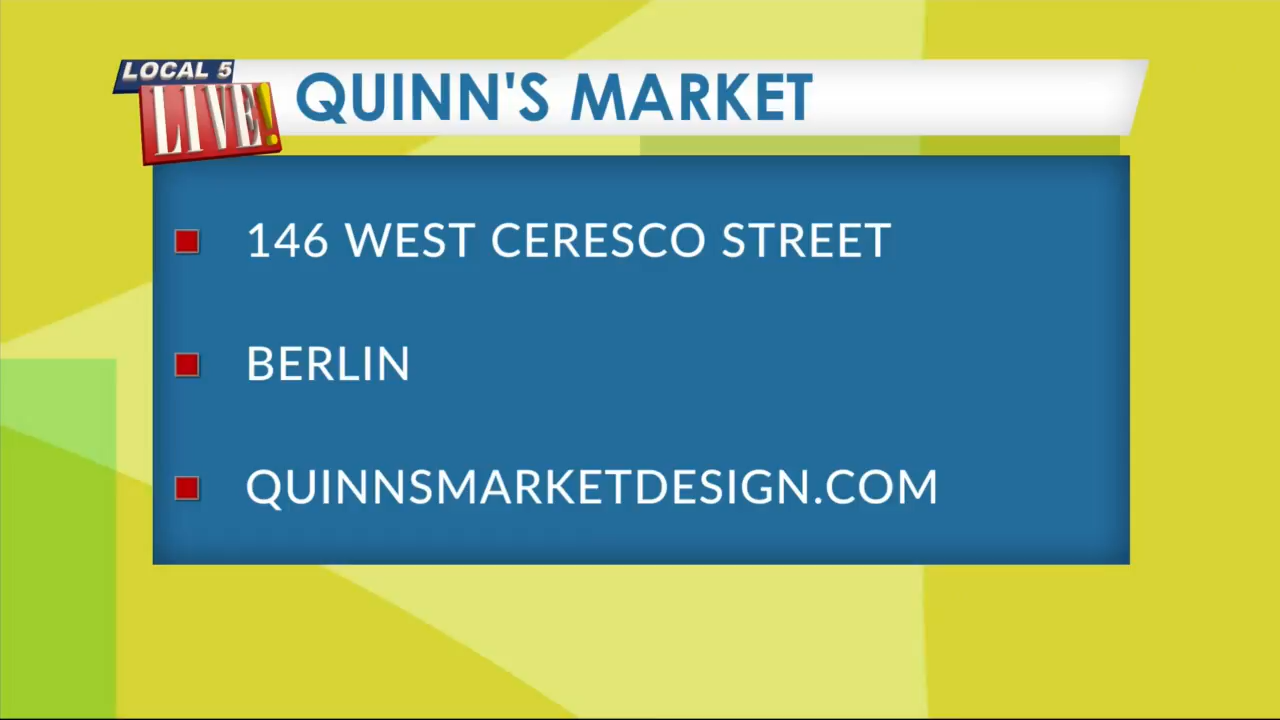 LOCAL 5
LIVE!
QUINN'S MARKET
146 WEST CERESCO STREET
BERLIN
QUINNSMARKETDESIGN.COM